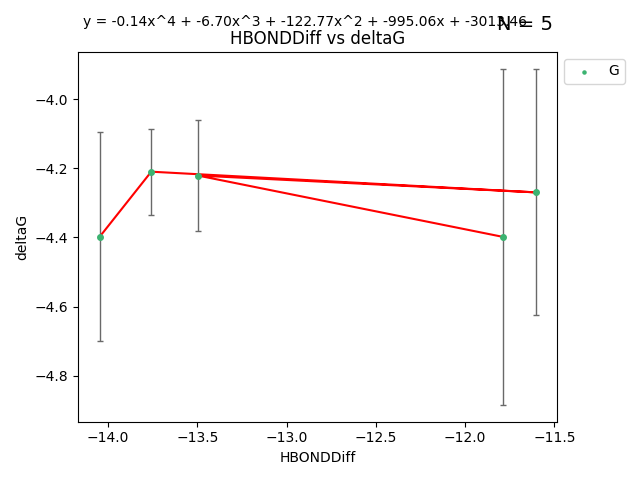 y = -0.14x^4 + -6.70x^3 + -122.77x^2 + -995.06x + -3013.46
N = 5
HBONDDiff vs deltaG
G
−4.0
−4.2
−4.4
−4.6
−4.8
deltaG
−14.0 −13.5 −13.0 −12.5 −12.0 −11.5
HBONDDiff